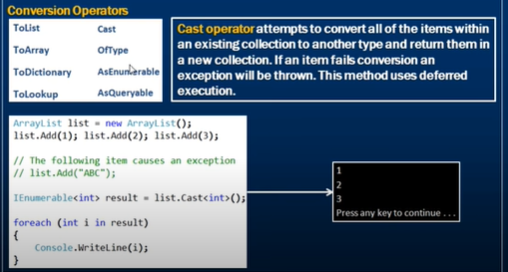 Conversion Operators
ToList Cast
ToArray OfType
ToDictionary AsEnumerable
ToLookup AsQueryable
Cast operator attempts to convert all of the items within
an existing collection to another type and return them in
a new collection. If an item fails conversion an
exception will be thrown. This method uses deferred
execution.
ArrayList list = new ArrayList();
list.Add(1); list.Add(2); list.Add(3);
// The following item causes an exception
// list.Add("ABC");
IEnumerable<int> result = list.Cast<int>();
foreach (int i in result)
{
Console.WriteLine(i);
}
1
2
3
Press any key to continue . . .